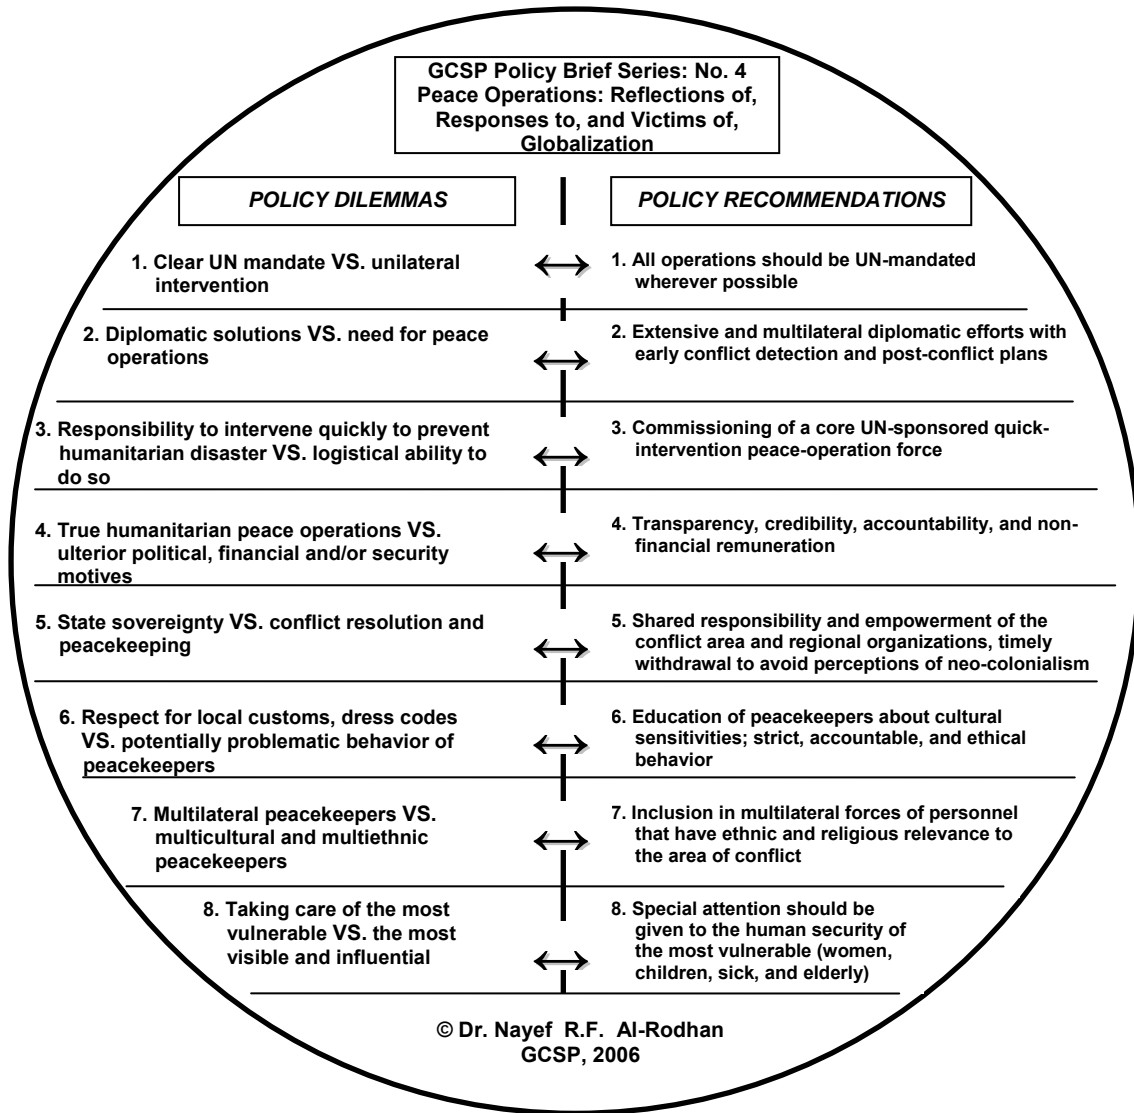 GCSP Policy Brief Series: No. 4
Peace Operations: Reflections of,
Responses to, and Victims of,
Globalization
POLICY DILEMMAS
POLICY RECOMMENDATIONS
1. Clear UN mandate VS. unilateral
intervention
1. All operations should be UN-mandated
wherever possible
2. Diplomatic solutions VS. need for peace
operations
2. Extensive and multilateral diplomatic efforts with
early conflict detection and post-conflict plans
3. Responsibility to intervene quickly to prevent
humanitarian disaster VS. logistical ability to
do so
3. Commissioning of a core UN-sponsored quick-
intervention peace-operation force
4. True humanitarian peace operations VS.
ulterior political, financial and/or security
motives
4. Transparency, credibility, accountability, and non-
financial remuneration
5. State sovereignty VS. conflict resolution and
peacekeeping
5. Shared responsibility and empowerment of the
conflict area and regional organizations, timely
withdrawal to avoid perceptions of neo-colonialism
6. Respect for local customs, dress codes
VS. potentially problematic behavior of
peacekeepers
6. Education of peacekeepers about cultural
sensitivities; strict, accountable, and ethical
behavior
7. Multilateral peacekeepers VS.
multicultural and multiethnic
peacekeepers
7. Inclusion in multilateral forces of personnel
that have ethnic and religious relevance to
the area of conflict
8. Taking care of the most
vulnerable VS. the most
visible and influential
8. Special attention should be
given to the human security of
the most vulnerable (women,
children, sick, and elderly)
© Dr. Nayef R.F. Al-Rodhan
GCSP, 2006